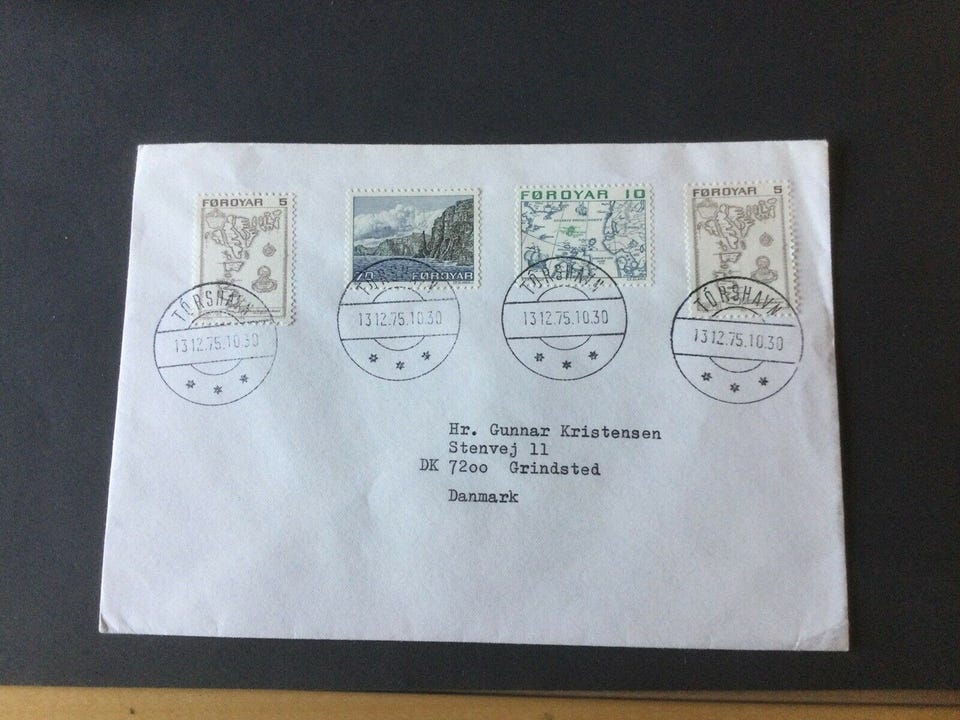 FØROYAR 5
70 FØROYAR
FØROYAR 10
FØROYAR 5
TÓRSHAVN
13.12.75.10.30
TÓRSHAVN
13.12.75.10.30
TÓRSHAVN
13.12.75.10.30
TÓRSHAVN
13.12.75.10.30
Hr. Gunnar Kristensen
Stenvej 11
DK 72oo Grindsted
Danmark